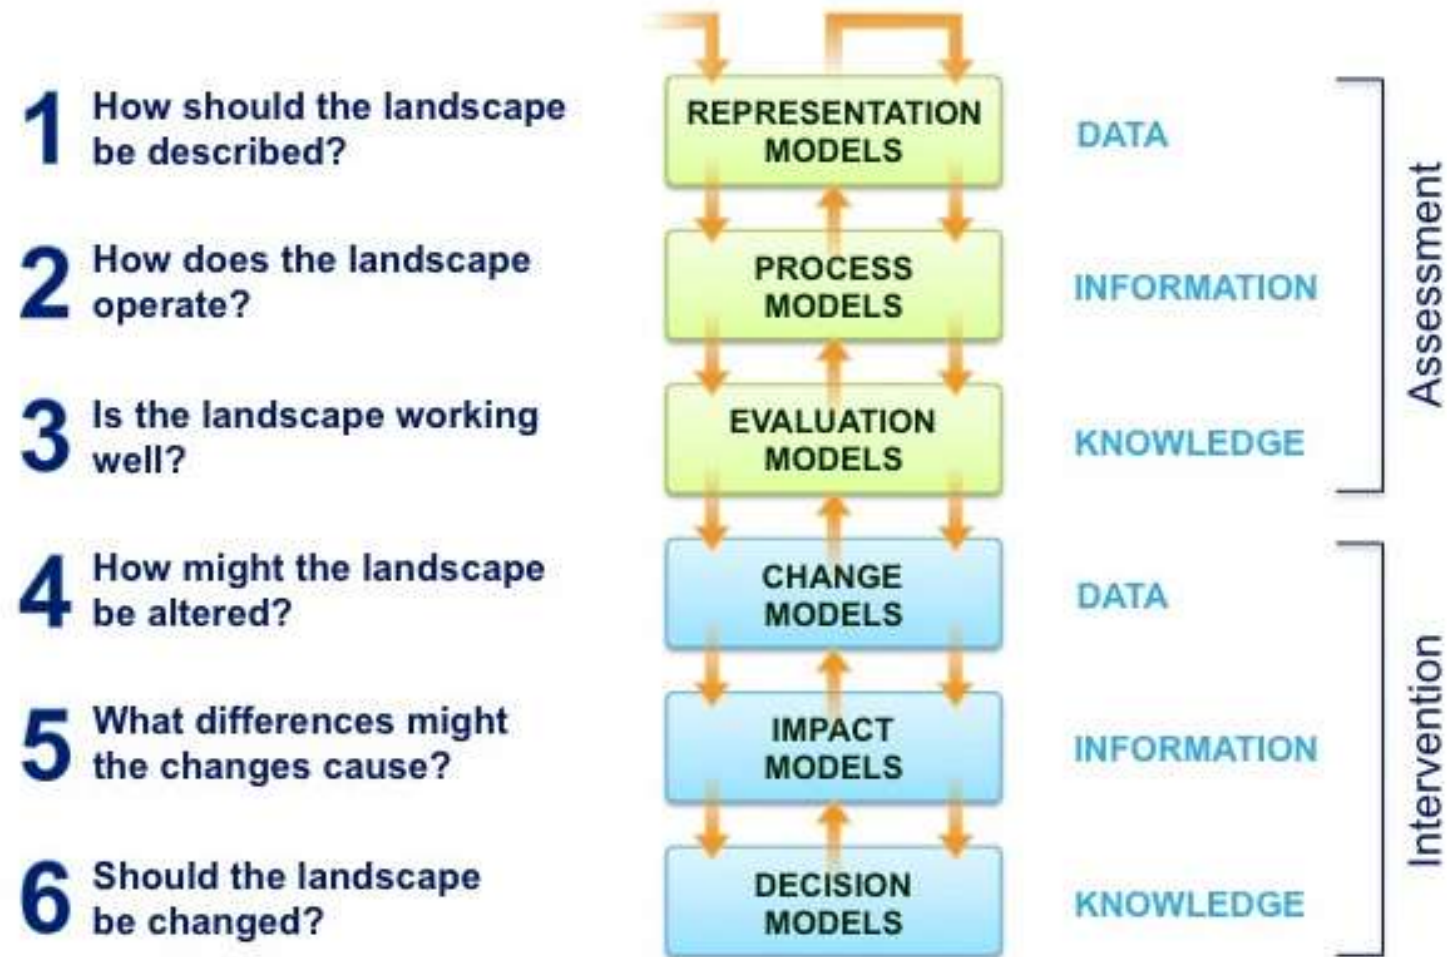 1 How should the landscape
be described?
REPRESENTATION
MODELS
DATA
2 How does the landscape
operate?
PROCESS
MODELS
INFORMATION
3 Is the landscape working
well?
EVALUATION
MODELS
KNOWLEDGE
Assessment
4 How might the landscape
be altered?
CHANGE
MODELS
DATA
5 What differences might
the changes cause?
IMPACT
MODELS
INFORMATION
6 Should the landscape
be changed?
DECISION
MODELS
KNOWLEDGE
Intervention